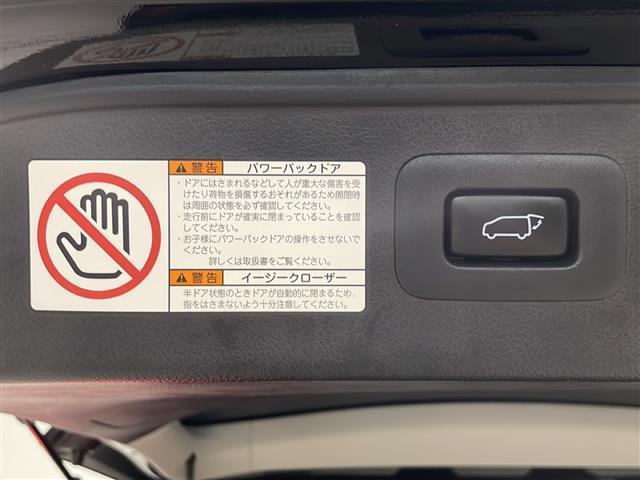 警告 パワーバックドア
・ドアにはさまれるなどして人が重大な傷害を受
けたり荷物を損傷するおそれがあるため開閉時
は周囲の状態を必ず確認してください。
・走行前にドアが確実に閉まっていることを確認
してください。
・お子様にパワーバックドアの操作をさせないで
ください。
詳しくは取扱書をご覧ください。
警告 イージークローザー
半ドア状態のときドアが自動的に閉まるため、
指をはさまないよう十分注意してください。